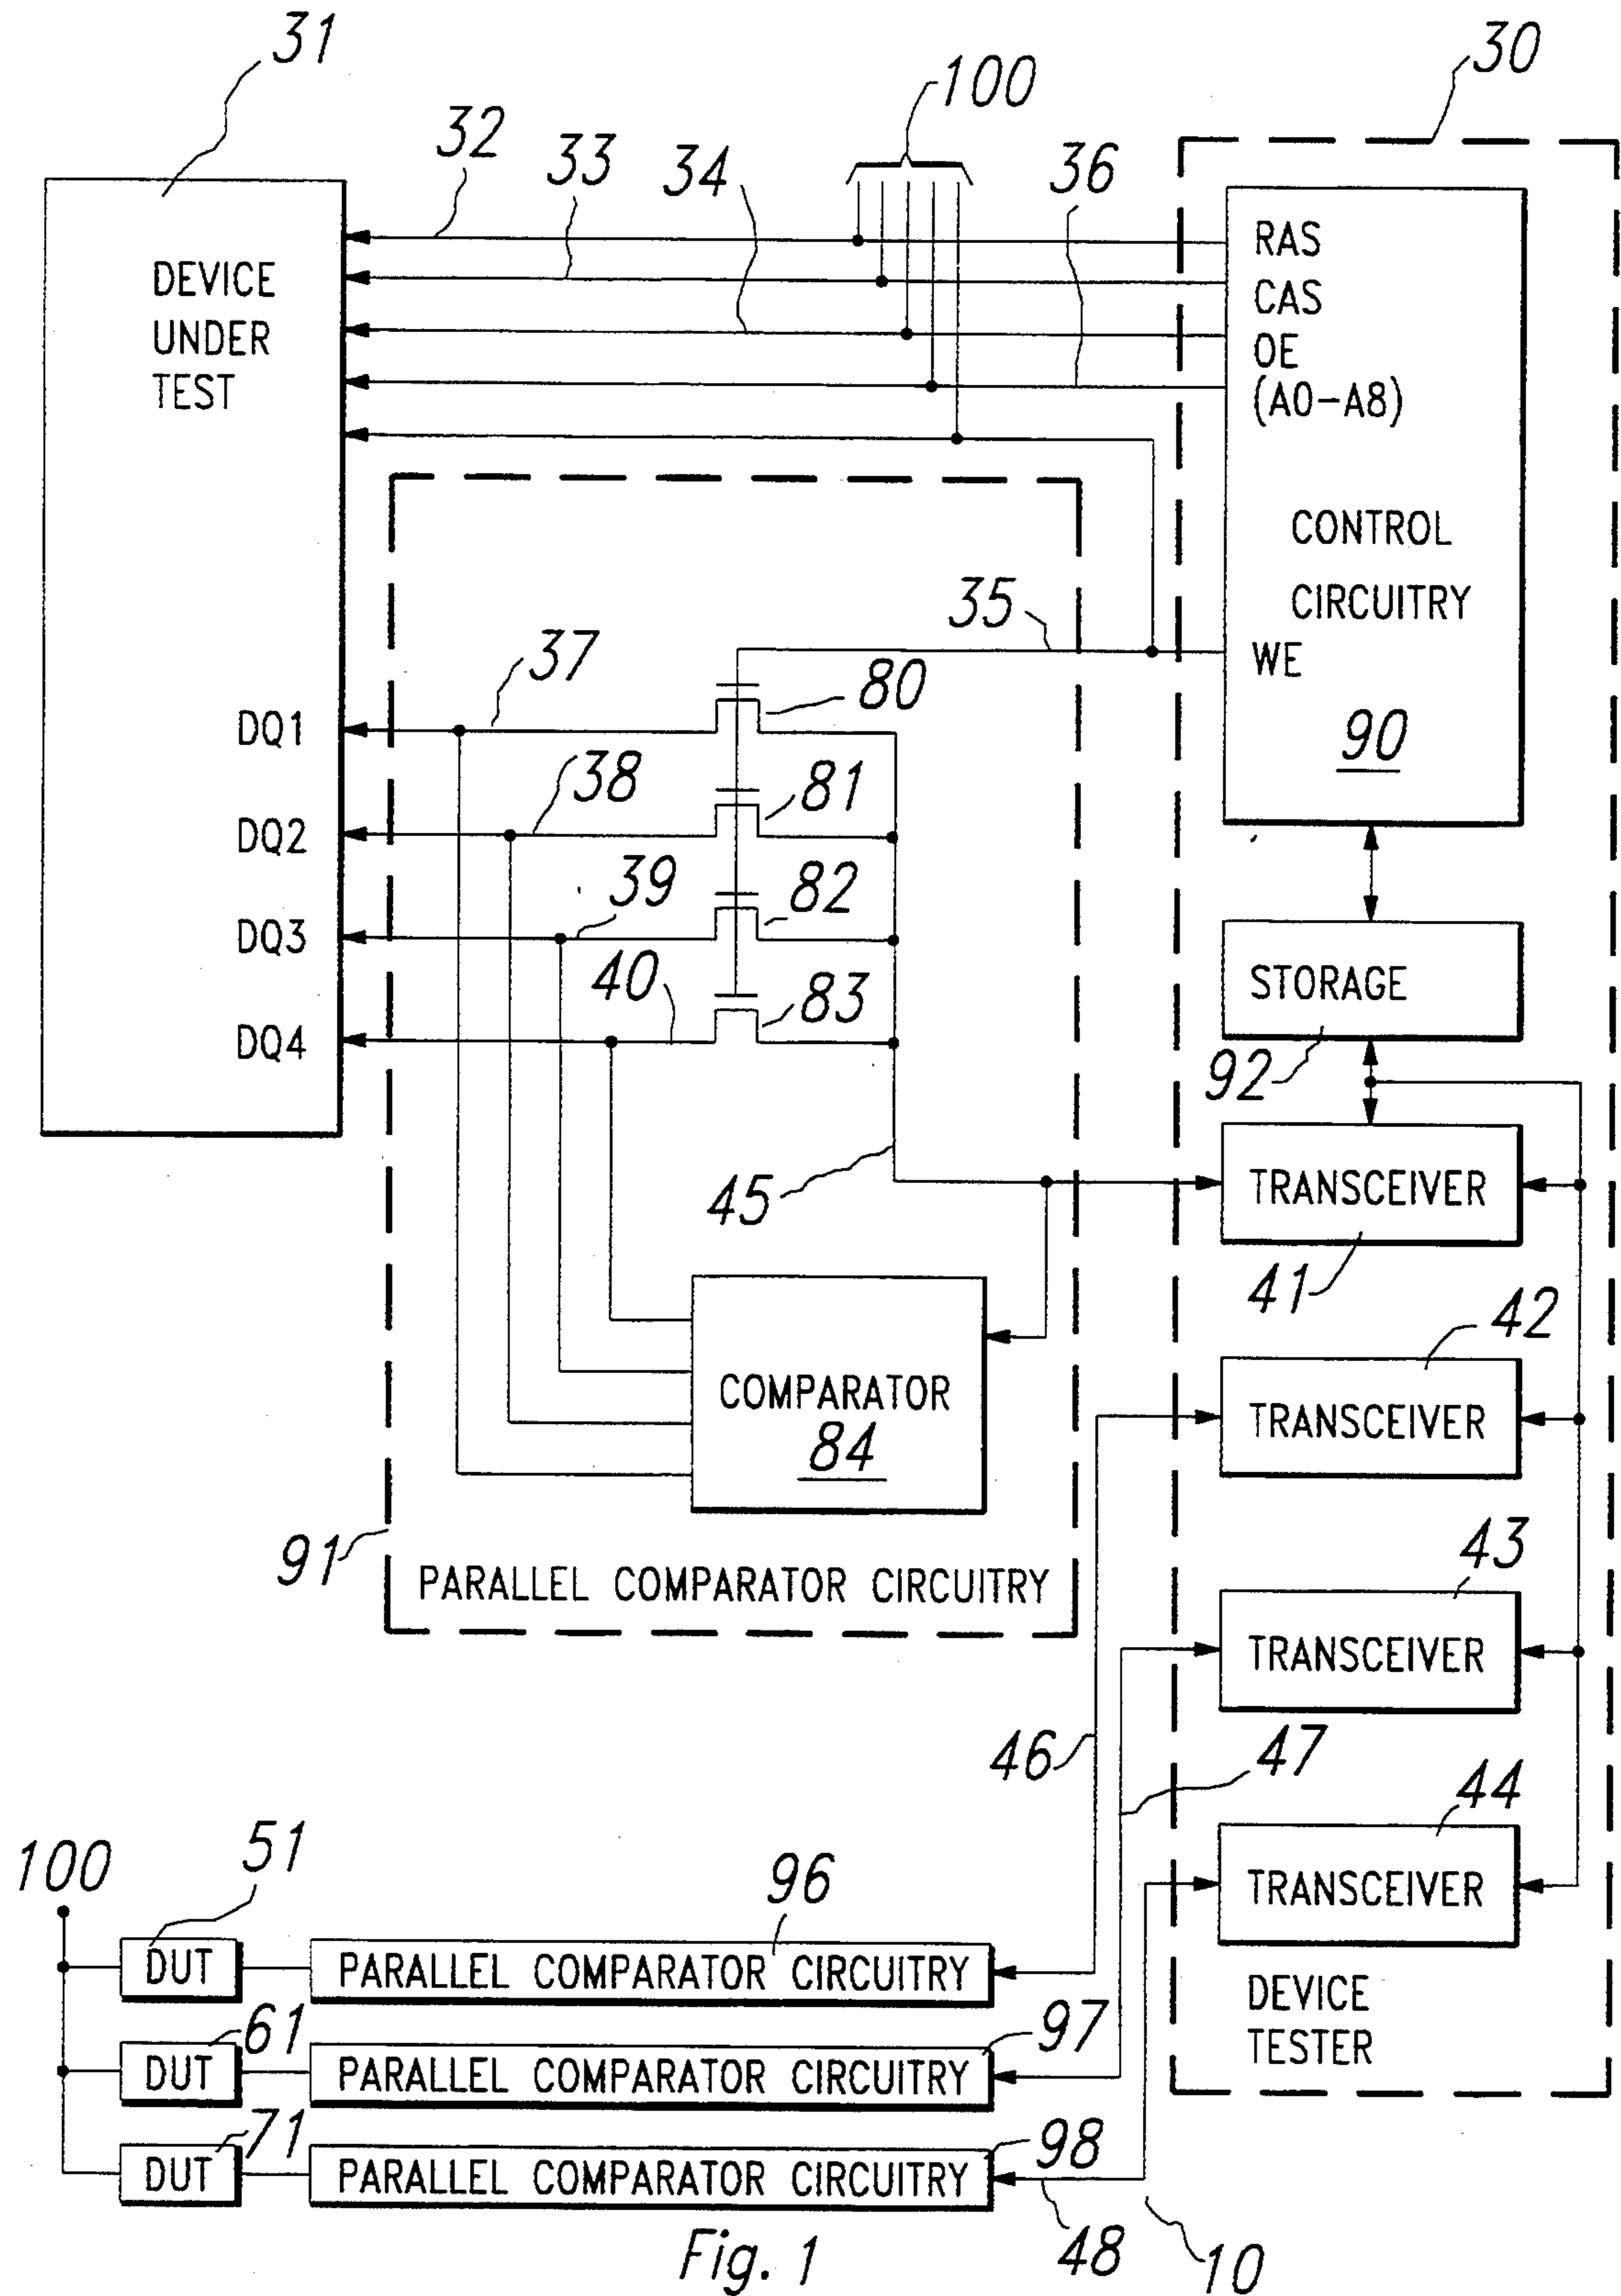 31
30
100
32
33
34
36
RAS
CAS
OE
(A0-A8)
DEVICE
UNDER
TEST
CONTROL
CIRCUITRY
35
WE
90
37
80
DQ1
38
81
DQ2
39
82
DQ3
40
83
DQ4
STORAGE
92
45
TRANSCEIVER
41
42
COMPARATOR
84
TRANSCEIVER
91
PARALLEL COMPARATOR CIRCUITRY
43
TRANSCEIVER
46
47
44
TRANSCEIVER
100
51
96
DUT
PARALLEL COMPARATOR CIRCUITRY
DEVICE
TESTER
61
97
DUT
PARALLEL COMPARATOR CIRCUITRY
71
98
DUT
PARALLEL COMPARATOR CIRCUITRY
48
10
Fig. 1